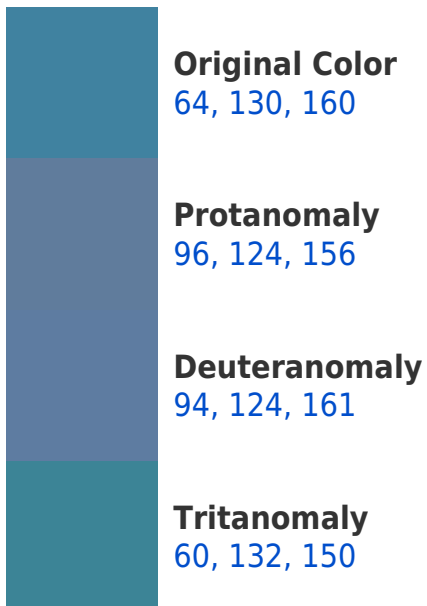 Original Color
64, 130, 160
Protanomaly
96, 124, 156
Deuteranomaly
94, 124, 161
Tritanomaly
60, 132, 150